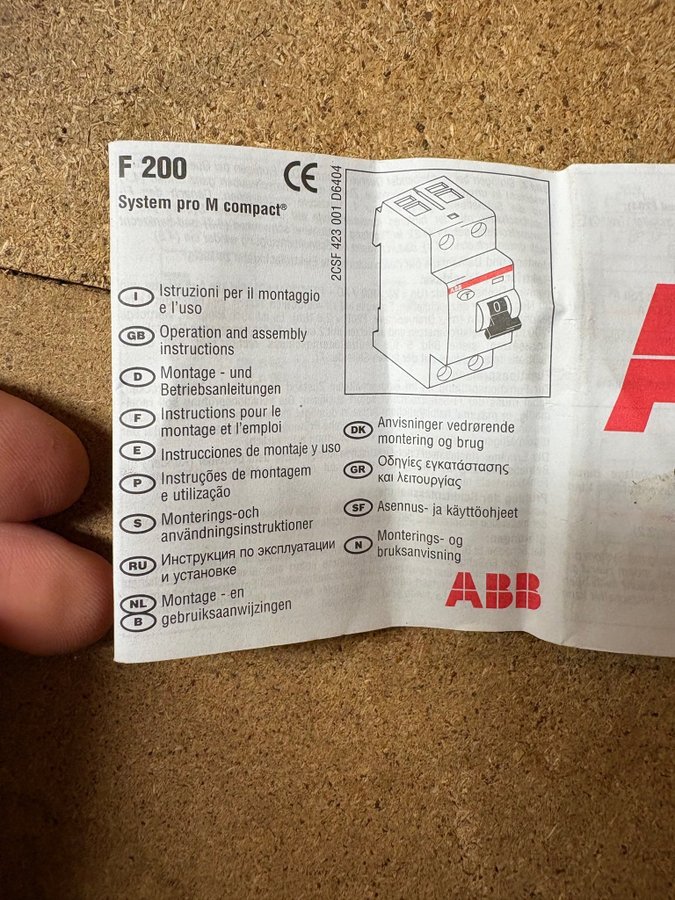 F 200
CE
System pro M compact®
2CSF 423 001 D6404
ABB
0
I Istruzioni per il montaggio
e l'uso
GB Operation and assembly
instructions
D Montage - und
Betriebsanleitungen
F Instructions pour le
montage et l'emploi
E Instrucciones de montaje y uso
P Instruções de montagem
e utilização
S Monterings-och
användningsinstruktioner
RU Инструкция по эксплуатации
и установке
NL Montage - en
B gebruiksaanwijzingen
DK Anvisninger vedrørende
montering og brug
GR Οδηγίες εγκατάστασης
και λειτουργίας
SF Asennus- ja käyttöohjeet
N Monterings- og
bruksanvisning
ABB